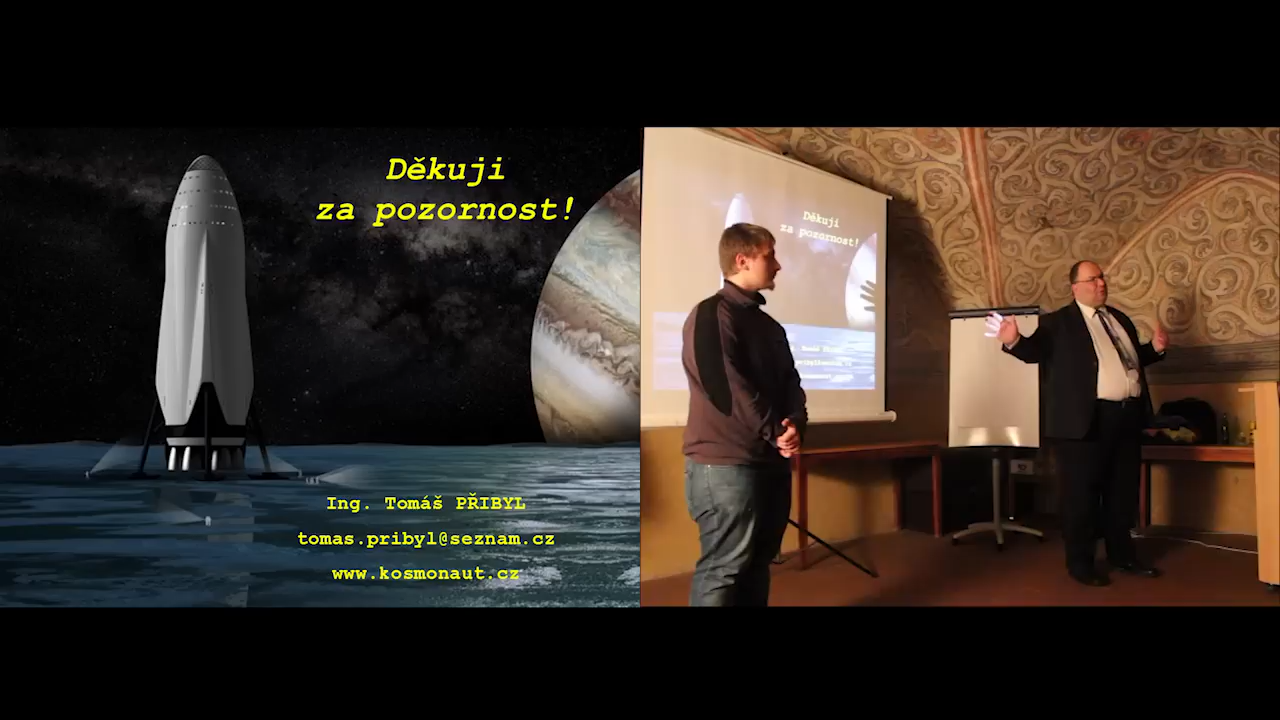 Děkuji
za pozornost!
Ing. Tomáš PŘIBYL
tomas.pribyl@seznam.cz
www.kosmonaut.cz
Děkuji
za pozornost!